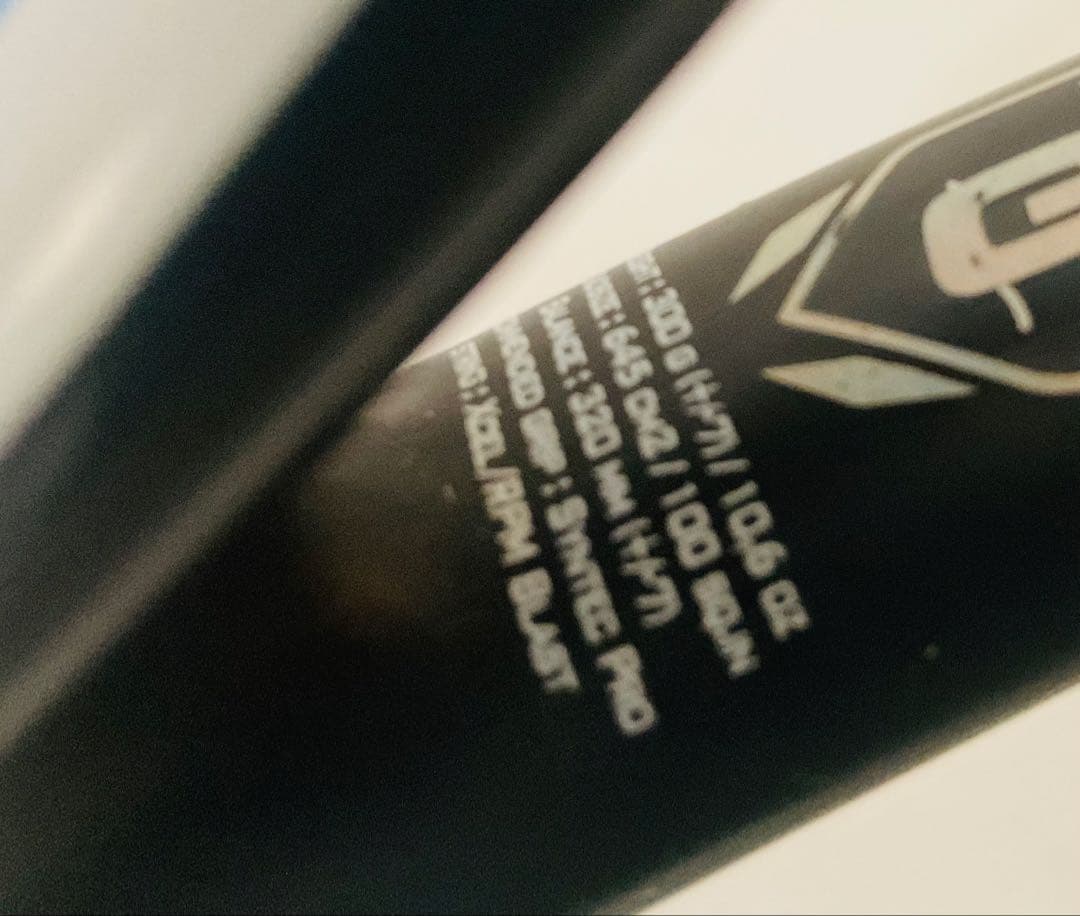 : 300 G (+/-7) / 10.6 OZ
: 645 CM2 / 100 SQ.IN
: 320 MM (+/-7)
GRIP : SYNTEC PRO
: XCEL/RPM BLAST